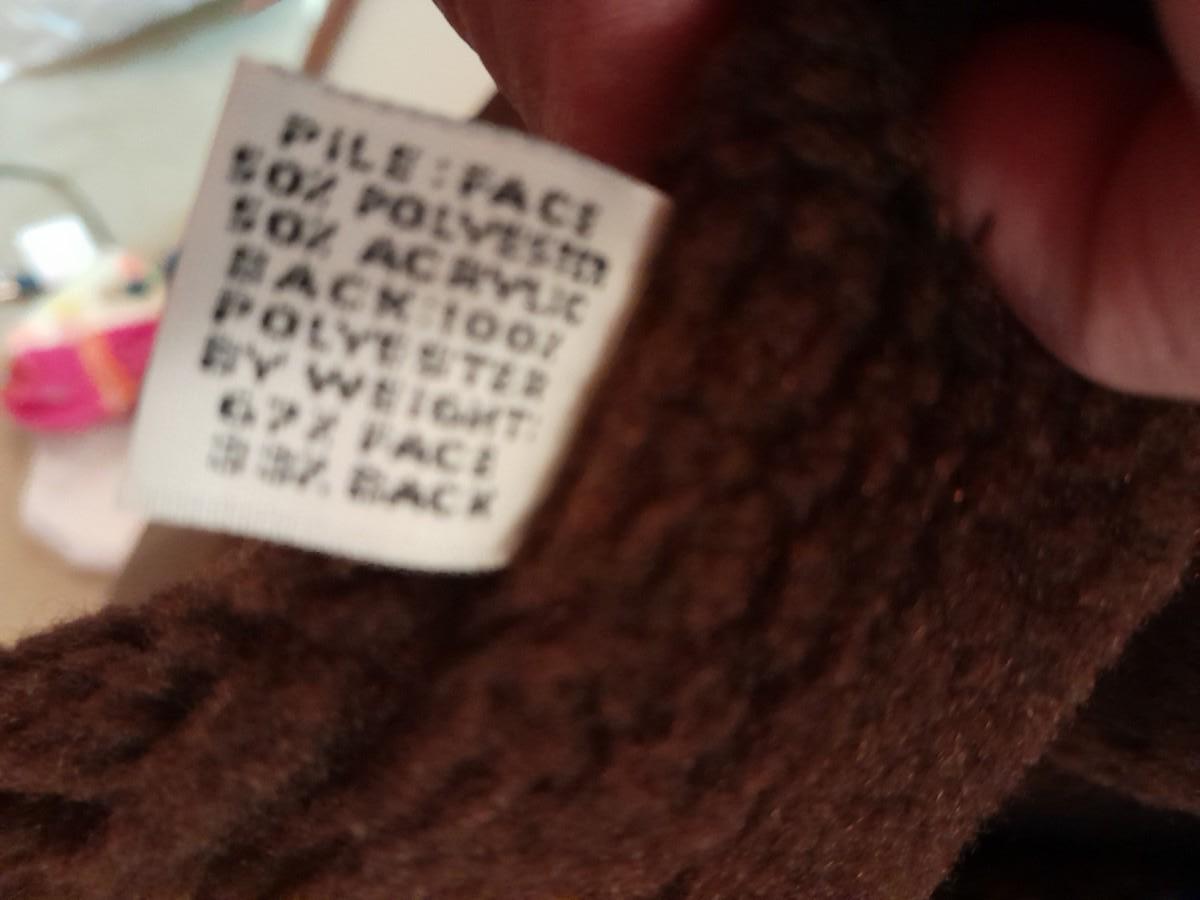 PILE:FACE
50% POLYESTER
50% ACRYLIC
BACK:100%
POLYESTER
BY WEIGHT:
67% FACE
33% BACK